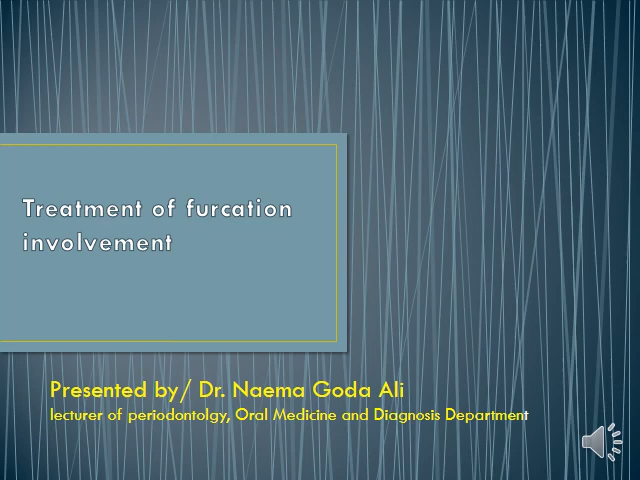 Treatment of furcation
involvement
Presented by/ Dr. Naema Goda Ali
lecturer of periodontolgy, Oral Medicine and Diagnosis Department